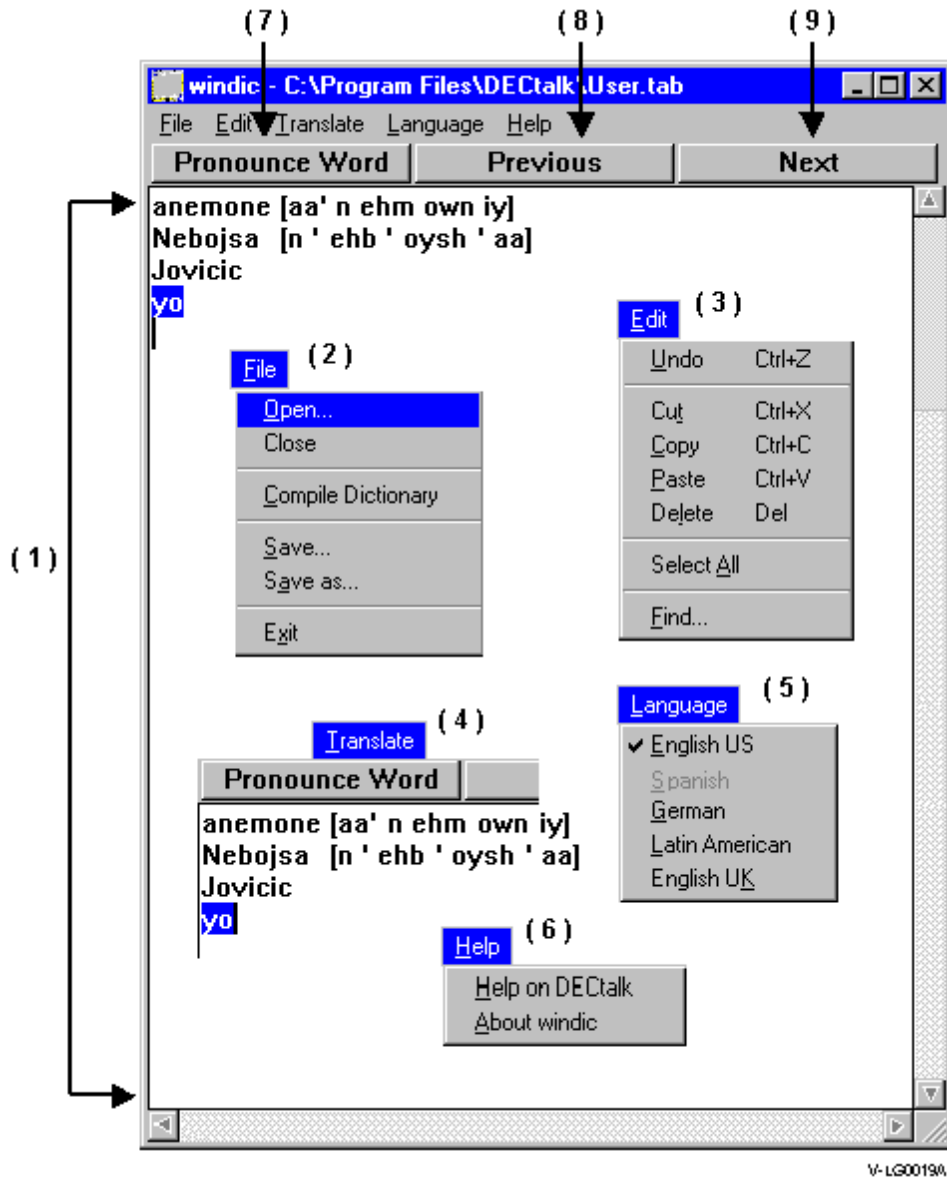 ( 7 ) ( 8 ) ( 9 )
windic - C:\Program Files\DECtalk\User.tab
File Edit Translate Language Help
Pronounce Word Previous Next
anemone [aa' n ehm own iy]
Nebojsa [n ' ehb ' oysh ' aa]
Jovicic
yo
( 1 )
File ( 2 )
Open...
Close
Compile Dictionary
Save...
Save as...
Exit
Edit ( 3 )
Undo Ctrl+Z
Cut Ctrl+X
Copy Ctrl+C
Paste Ctrl+V
Delete Del
Select All
Find...
Translate ( 4 )
Pronounce Word
anemone [aa' n ehm own iy]
Nebojsa [n ' ehb ' oysh ' aa]
Jovicic
yo
Language ( 5 )
English US
Spanish
German
Latin American
English UK
Help ( 6 )
Help on DECtalk
About windic
V-LG0019A